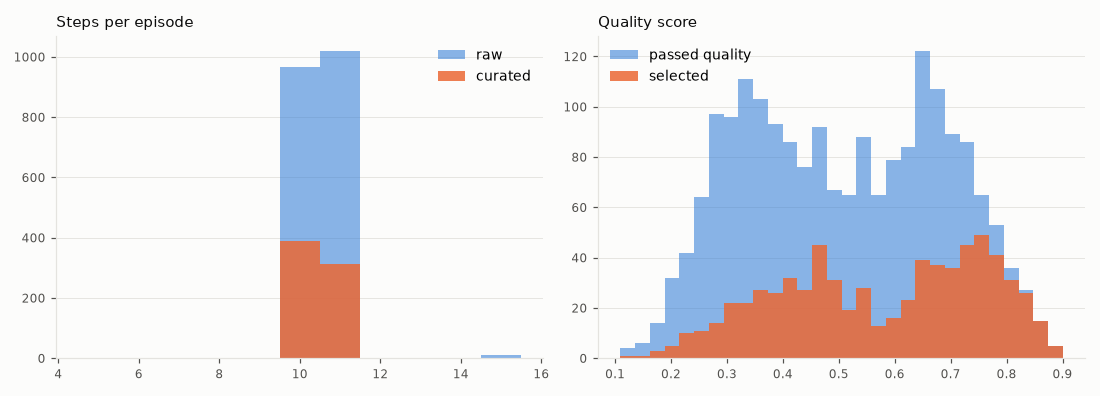 Steps per episode
raw
curated
1000
800
600
400
200
0
4 6 8 10 12 14 16
Quality score
passed quality
selected
120
100
80
60
40
20
0
0.1 0.2 0.3 0.4 0.5 0.6 0.7 0.8 0.9